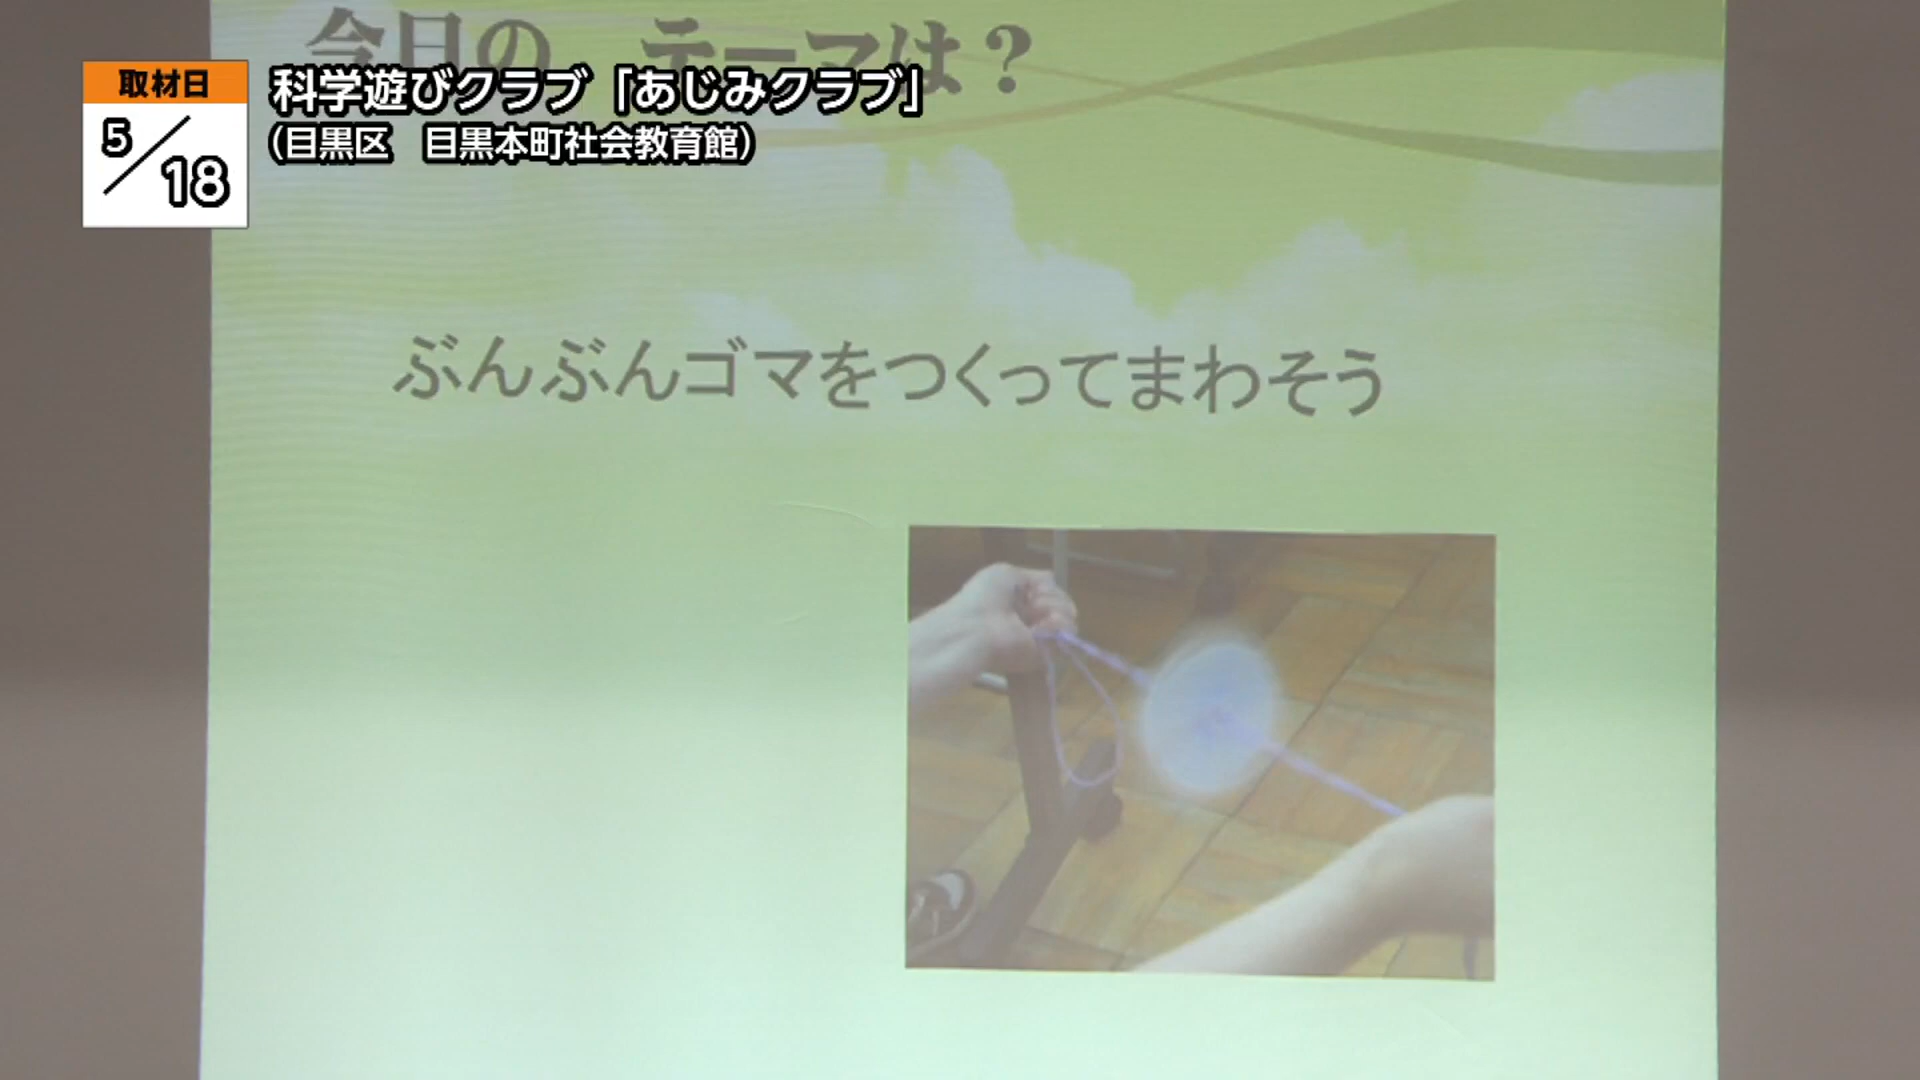 今日の　テーマは？
取材日
5／18
科学遊びクラブ「あじみクラブ」
（目黒区　目黒本町社会教育館）
ぶんぶんゴマをつくってまわそう